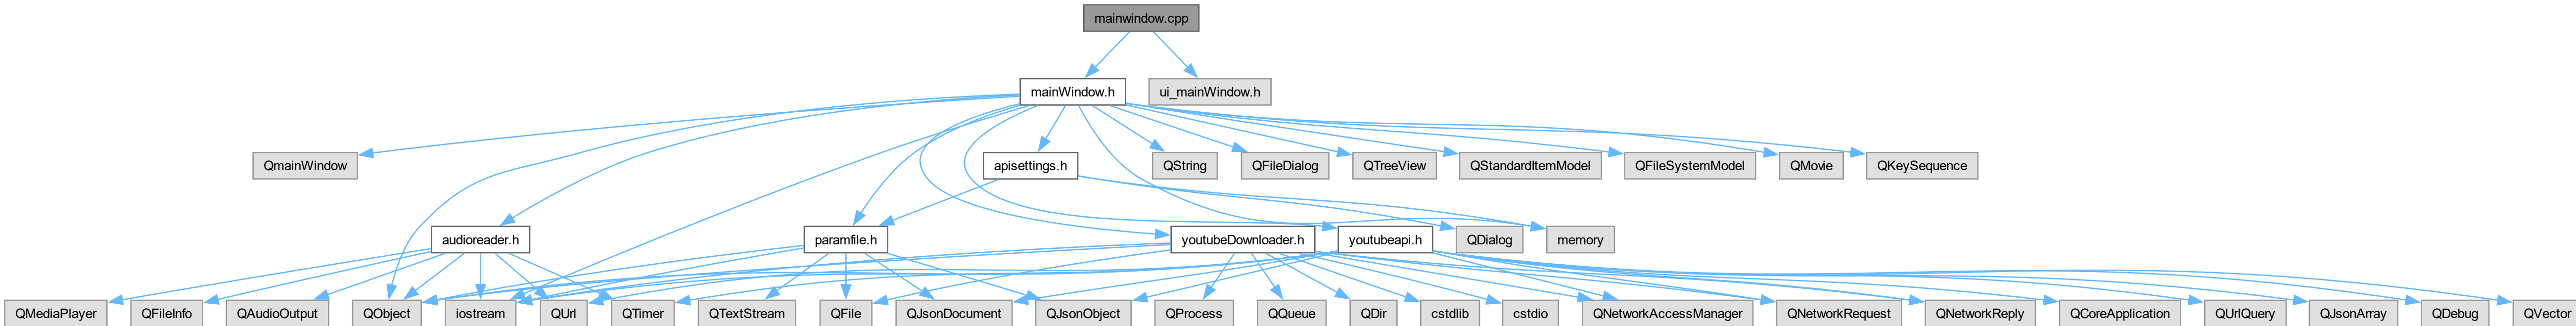 mainwindow.cpp
mainWindow.h
ui_mainWindow.h
QmainWindow
apisettings.h
QString
QFileDialog
QTreeView
QStandardItemModel
QFileSystemModel
QMovie
QKeySequence
audioreader.h
paramfile.h
youtubeDownloader.h
youtubeapi.h
QDialog
memory
QMediaPlayer
QFileInfo
QAudioOutput
QObject
iostream
QUrl
QTimer
QTextStream
QFile
QJsonDocument
QJsonObject
QProcess
QQueue
QDir
cstdlib
cstdio
QNetworkAccessManager
QNetworkRequest
QNetworkReply
QCoreApplication
QUrlQuery
QJsonArray
QDebug
QVector